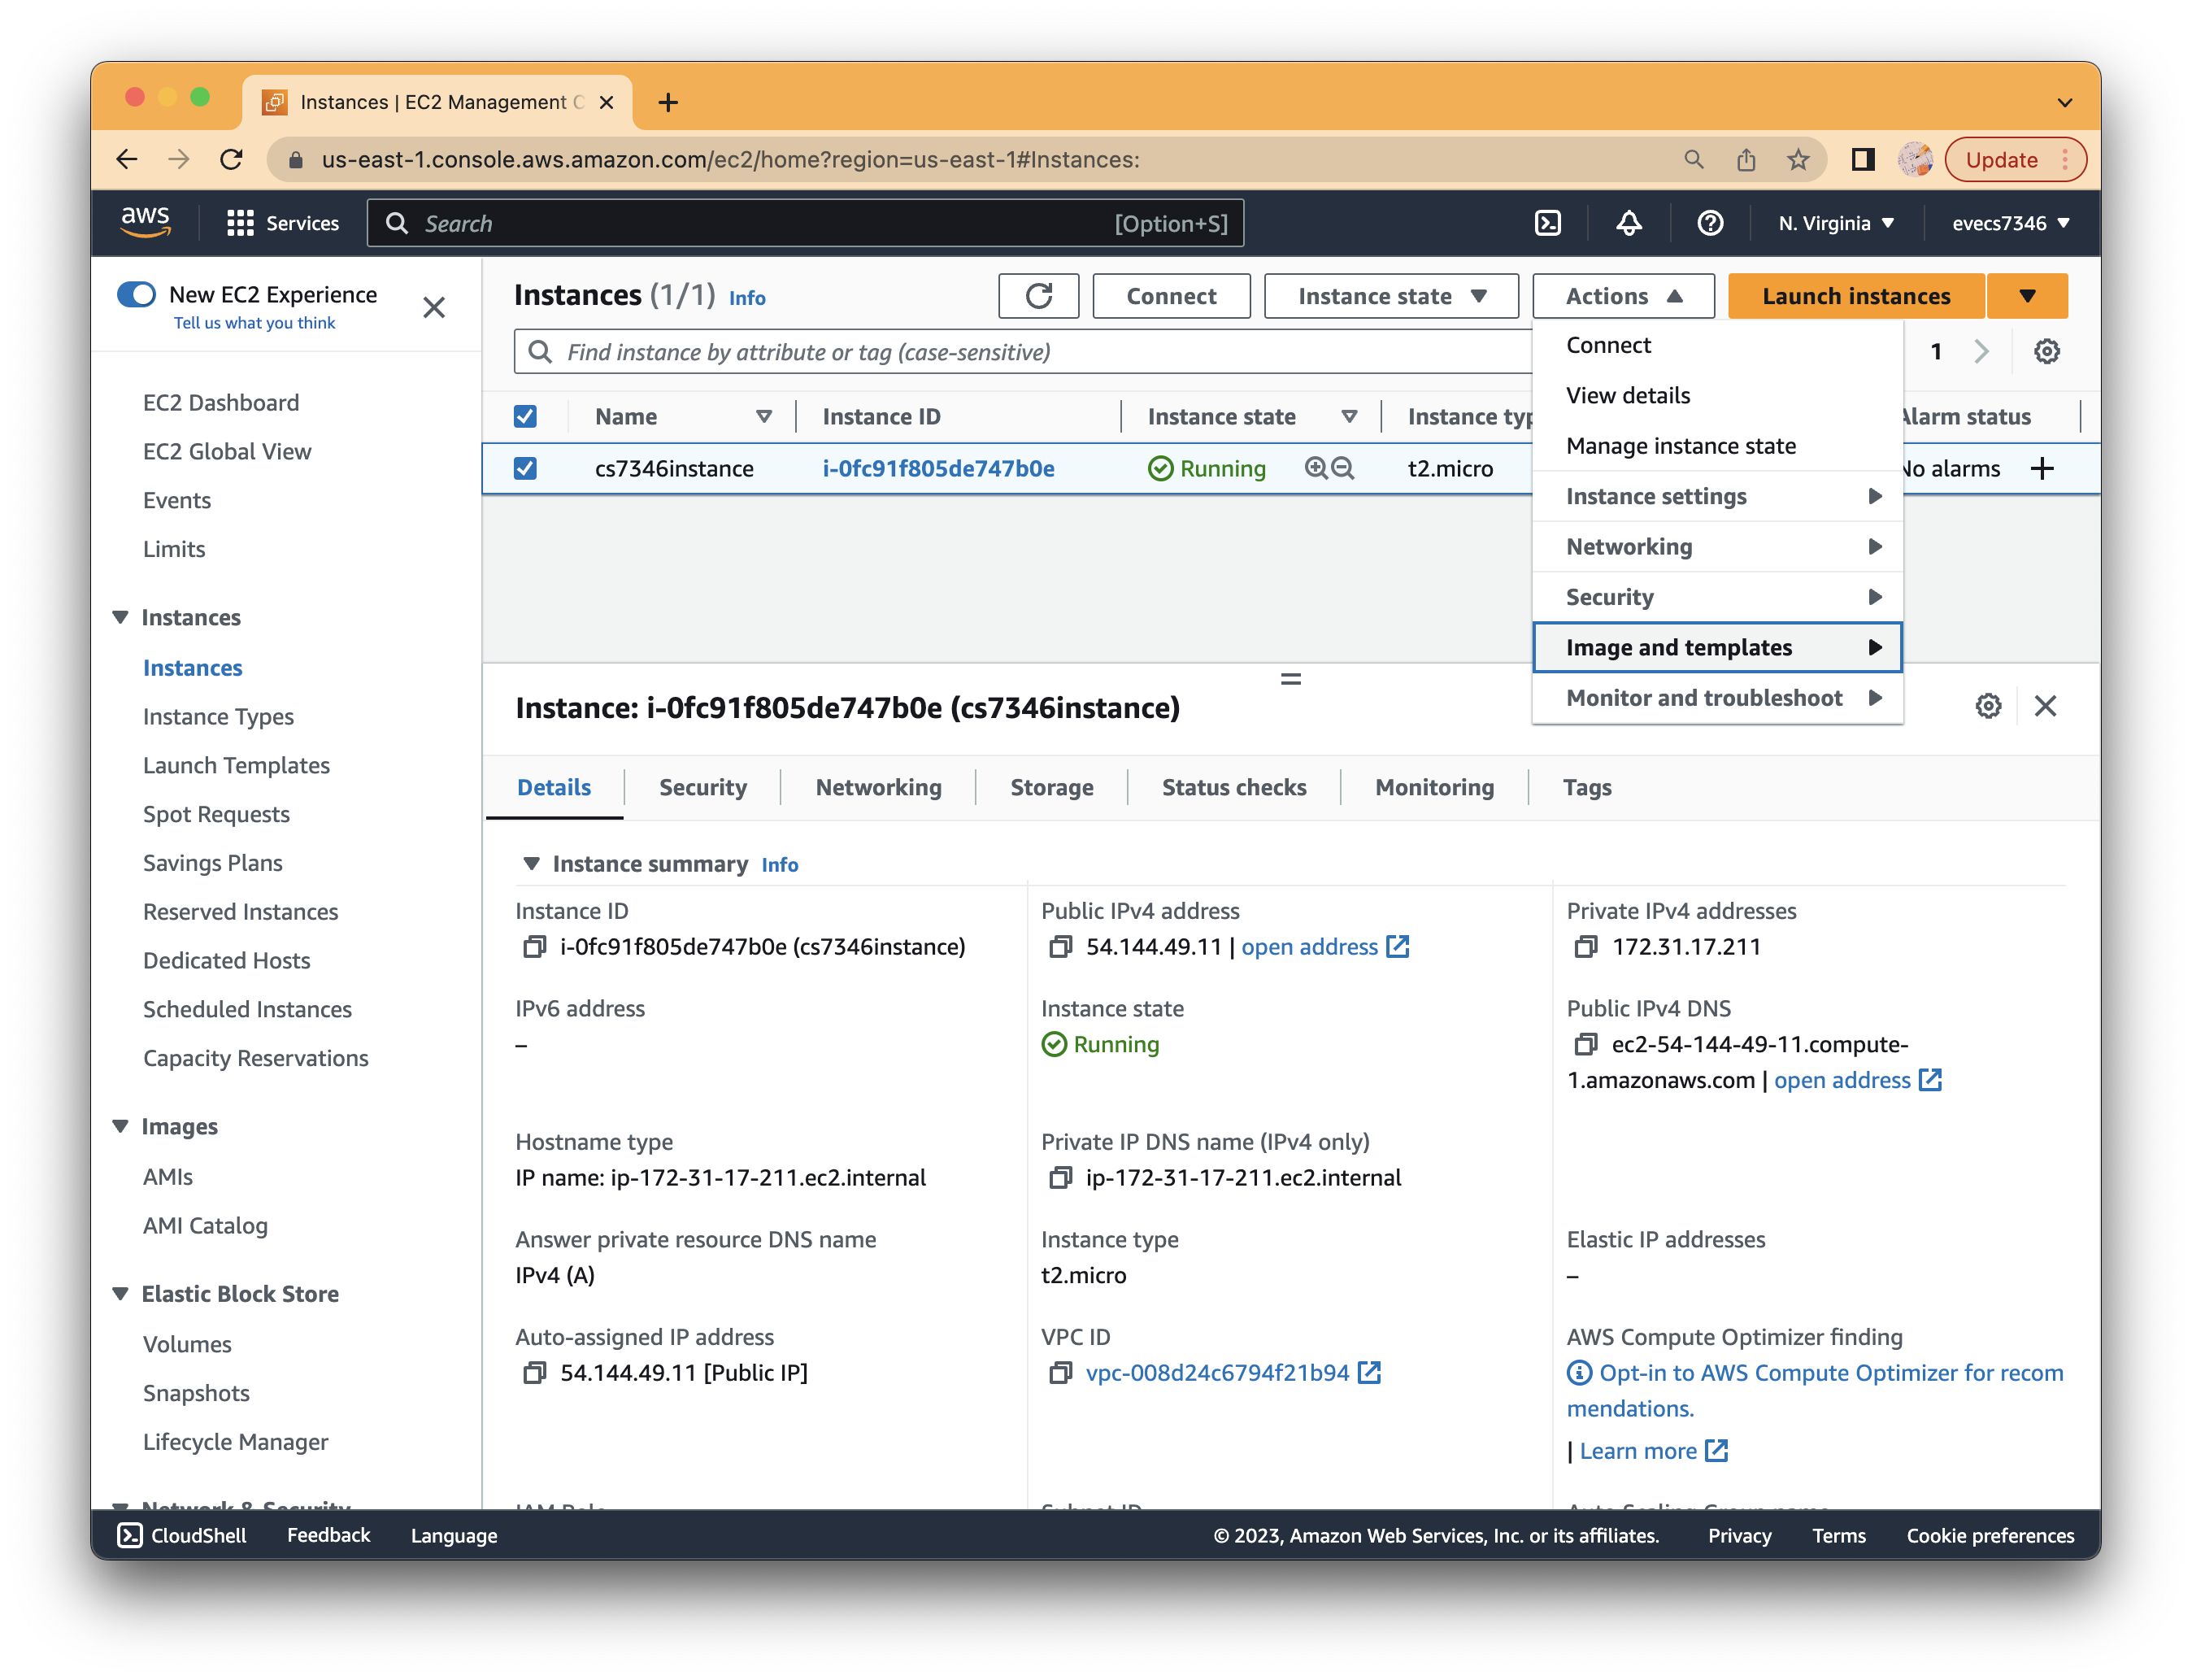 Instances | EC2 Management C
us-east-1.console.aws.amazon.com/ec2/home?region=us-east-1#Instances:
Update
aws
Services
Search
[Option+S]
N. Virginia
evecs7346
New EC2 Experience
Tell us what you think
EC2 Dashboard
EC2 Global View
Events
Limits
Instances
Instances
Instance Types
Launch Templates
Spot Requests
Savings Plans
Reserved Instances
Dedicated Hosts
Scheduled Instances
Capacity Reservations
Images
AMIs
AMI Catalog
Elastic Block Store
Volumes
Snapshots
Lifecycle Manager
Network & Security
Instances (1/1) Info
Connect
Instance state
Actions
Launch instances
Find instance by attribute or tag (case-sensitive)
1
Name
Instance ID
Instance state
Instance typ
Alarm status
cs7346instance
i-0fc91f805de747b0e
Running
t2.micro
No alarms
Connect
View details
Manage instance state
Instance settings
Networking
Security
Image and templates
Monitor and troubleshoot
Instance: i-0fc91f805de747b0e (cs7346instance)
Details
Security
Networking
Storage
Status checks
Monitoring
Tags
Instance summary Info
Instance ID
i-0fc91f805de747b0e (cs7346instance)
Public IPv4 address
54.144.49.11 | open address
Private IPv4 addresses
172.31.17.211
IPv6 address
–
Instance state
Running
Public IPv4 DNS
ec2-54-144-49-11.compute-
1.amazonaws.com | open address
Hostname type
IP name: ip-172-31-17-211.ec2.internal
Private IP DNS name (IPv4 only)
ip-172-31-17-211.ec2.internal
Answer private resource DNS name
IPv4 (A)
Instance type
t2.micro
Elastic IP addresses
–
Auto-assigned IP address
54.144.49.11 [Public IP]
VPC ID
vpc-008d24c6794f21b94
AWS Compute Optimizer finding
Opt-in to AWS Compute Optimizer for recom
mendations.
| Learn more
IAM Role
Subnet ID
Auto Scaling Group name
CloudShell
Feedback
Language
© 2023, Amazon Web Services, Inc. or its affiliates.
Privacy
Terms
Cookie preferences